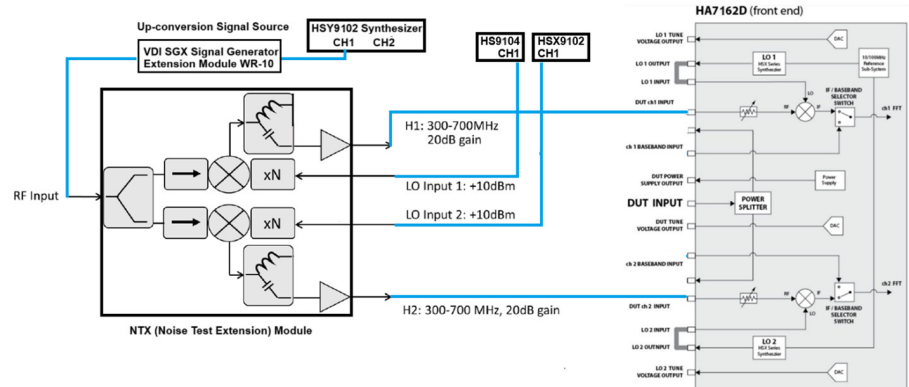 Up-conversion Signal Source
VDI SGX Signal Generator
Extension Module WR-10
HSY9102 Synthesizer
CH1 CH2
HS9104
CH1
HSX9102
CH1
HA7162D (front end)
RF Input
xN
xN
H1: 300-700MHz
20dB gain
LO Input 1: +10dBm
LO Input 2: +10dBm
H2: 300-700 MHz, 20dB gain
NTX (Noise Test Extension) Module
LO 1 TUNE
VOLTAGE OUTPUT
DAC
LO 1 OUTPUT
LO 1
HSX Series
Synthesizer
10/100MHz
Reference
Sub-System
LO 1 INPUT
LO
IF / BASEBAND
SELECTOR
SWITCH
DUT ch1 INPUT
RF
IF
ch1 FFT
ch 1 BASEBAND INPUT
DUT POWER
SUPPLY OUTPUT
Power
Supply
DUT INPUT
POWER
SPLITTER
DUT TUNE
VOLTAGE OUTPUT
DAC
ch 2 BASEBAND INPUT
ch2 FFT
DUT ch 2 INPUT
RF
IF
LO
IF / BASEBAND
SELECTOR
SWITCH
LO 2 INPUT
LO 2 OUTNPUT
LO 2
HSX Series
Synthesizer
LO 2 TUNE
VOLTAGE OUTPUT
DAC